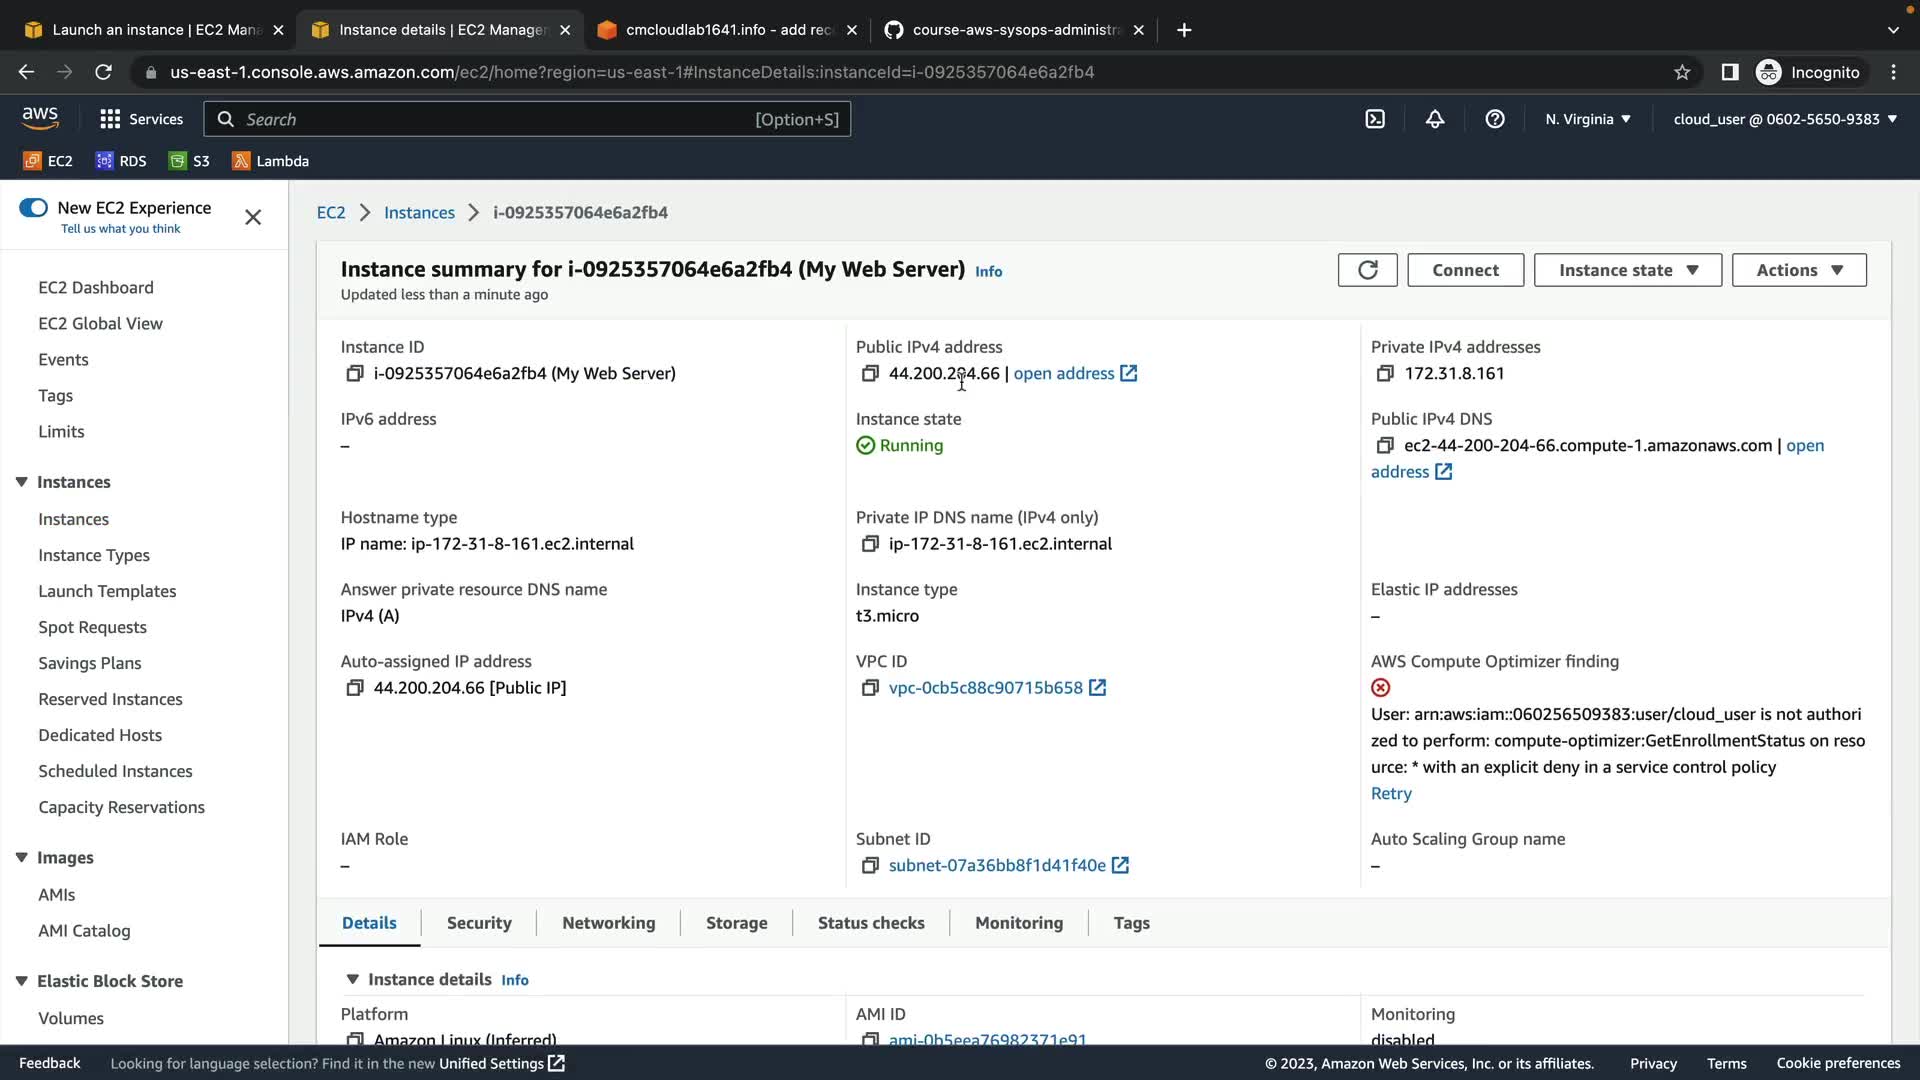 Launch an instance | EC2 Mana
Instance details | EC2 Manager
cmcloudlab1641.info - add rec
course-aws-sysops-administra
us-east-1.console.aws.amazon.com/ec2/home?region=us-east-1#InstanceDetails:instanceId=i-0925357064e6a2fb4
Incognito
aws
Services
Search
[Option+S]
N. Virginia
cloud_user @ 0602-5650-9383
EC2
RDS
S3
Lambda
New EC2 Experience
Tell us what you think
EC2 Dashboard
EC2 Global View
Events
Tags
Limits
Instances
Instances
Instance Types
Launch Templates
Spot Requests
Savings Plans
Reserved Instances
Dedicated Hosts
Scheduled Instances
Capacity Reservations
Images
AMIs
AMI Catalog
Elastic Block Store
Volumes
EC2 > Instances > i-0925357064e6a2fb4
Instance summary for i-0925357064e6a2fb4 (My Web Server) Info
Updated less than a minute ago
Connect
Instance state
Actions
Instance ID
i-0925357064e6a2fb4 (My Web Server)
Public IPv4 address
44.200.204.66 | open address
Private IPv4 addresses
172.31.8.161
IPv6 address
–
Instance state
Running
Public IPv4 DNS
ec2-44-200-204-66.compute-1.amazonaws.com | open
address
Hostname type
IP name: ip-172-31-8-161.ec2.internal
Private IP DNS name (IPv4 only)
ip-172-31-8-161.ec2.internal
Answer private resource DNS name
IPv4 (A)
Instance type
t3.micro
Elastic IP addresses
–
Auto-assigned IP address
44.200.204.66 [Public IP]
VPC ID
vpc-0cb5c88c90715b658
AWS Compute Optimizer finding
User: arn:aws:iam::060256509383:user/cloud_user is not authori
zed to perform: compute-optimizer:GetEnrollmentStatus on reso
urce: * with an explicit deny in a service control policy
Retry
IAM Role
–
Subnet ID
subnet-07a36bb8f1d41f40e
Auto Scaling Group name
–
Details
Security
Networking
Storage
Status checks
Monitoring
Tags
Instance details Info
Platform
Amazon Linux (Inferred)
AMI ID
ami-0b5eea76982371e91
Monitoring
disabled
Feedback
Looking for language selection? Find it in the new Unified Settings
© 2023, Amazon Web Services, Inc. or its affiliates.
Privacy
Terms
Cookie preferences